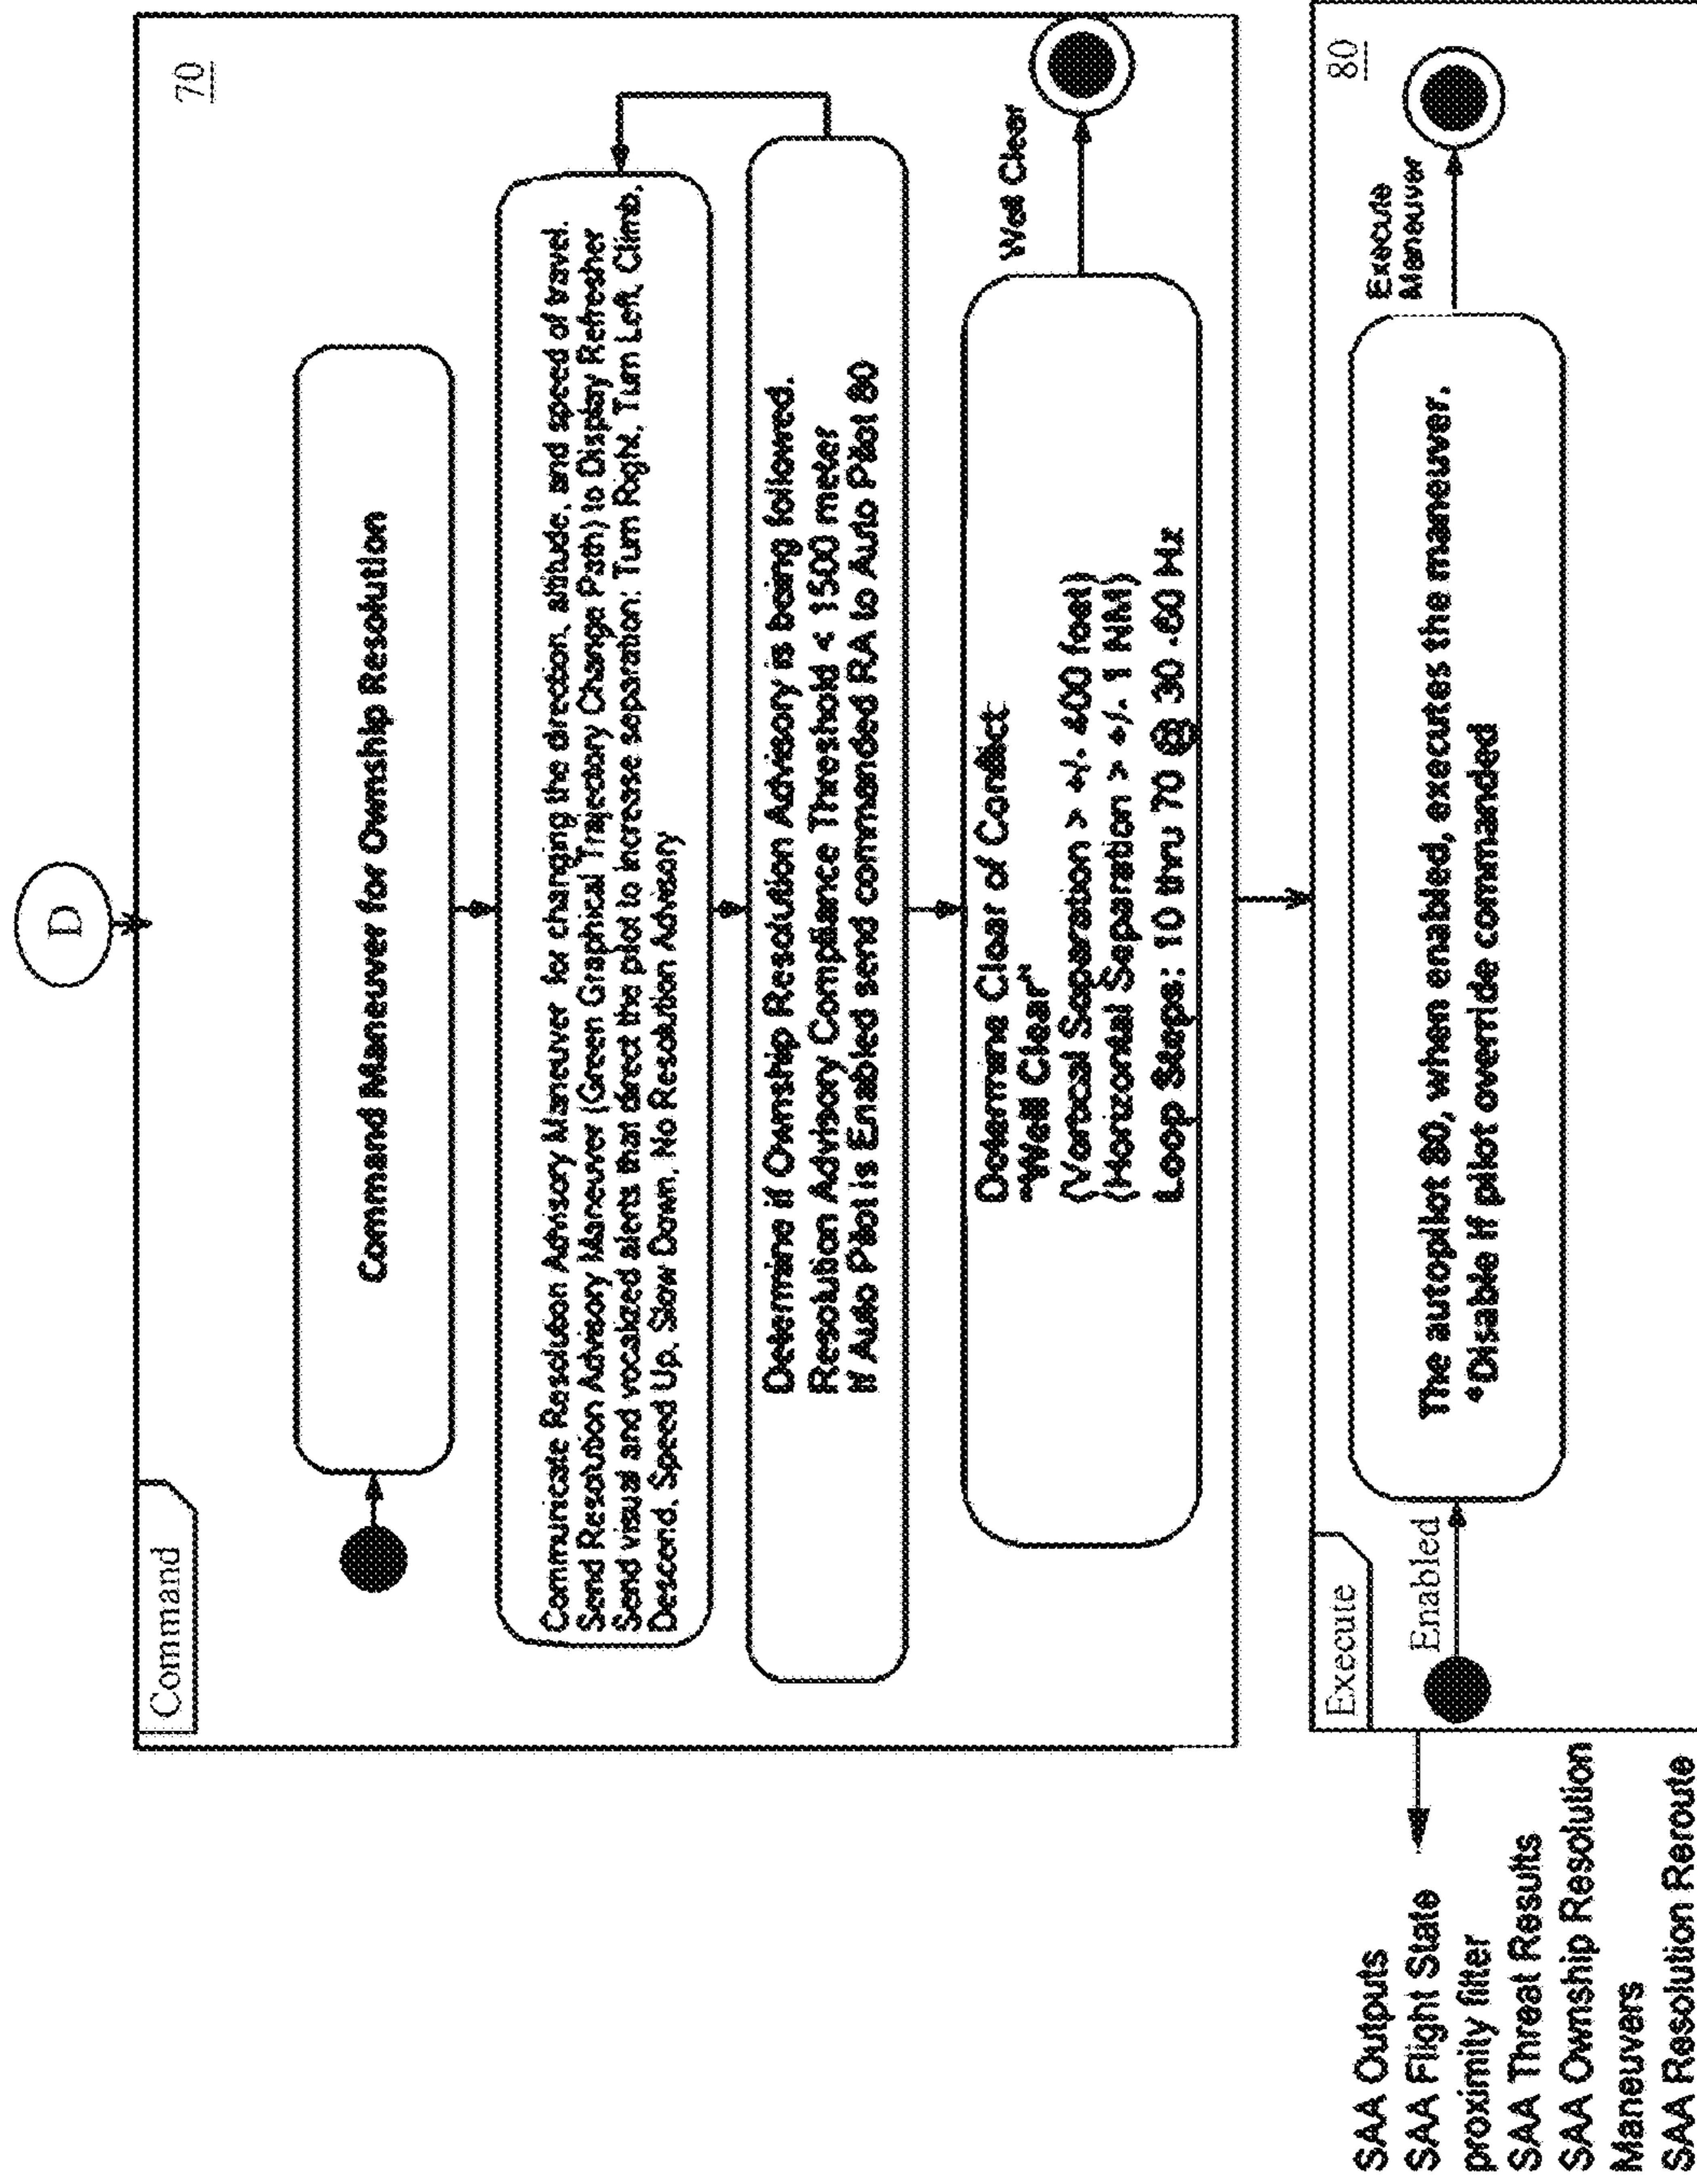 D
Command
70
Command Maneuver for Ownship Resolution
Communicate Resolution Advisory Maneuver for changing the direction, altitude, and speed of travel.
Send Resolution Advisory Maneuver (Green Graphical Trajectory Change Path) to Display Refresher
Send visual and vocalized alerts that direct the pilot to increase separation: Turn Right, Turn Left, Climb,
Descend, Speed Up, Slow Down, No Resolution Advisory
Determine if Ownship Resolution Advisory is being followed.
Resolution Advisory Compliance Threshold < 1500 meter
If Auto Pilot is Enabled send commanded RA to Auto Pilot 80
Determine Clear of Conflict
"Well Clear"
(Vertical Separation > +/- 400 feet)
(Horizontal Separation > +/- 1 NM)
Loop Steps: 10 thru 70 @ 30 -60 Hz
Well Clear
Execute
80
Enabled
The autopilot 80, when enabled, executes the maneuver.
*Disable if pilot override commanded
Execute
Maneuver
SAA Outputs
SAA Flight State
proximity filter
SAA Threat Results
SAA Ownship Resolution
Maneuvers
SAA Resolution Reroute